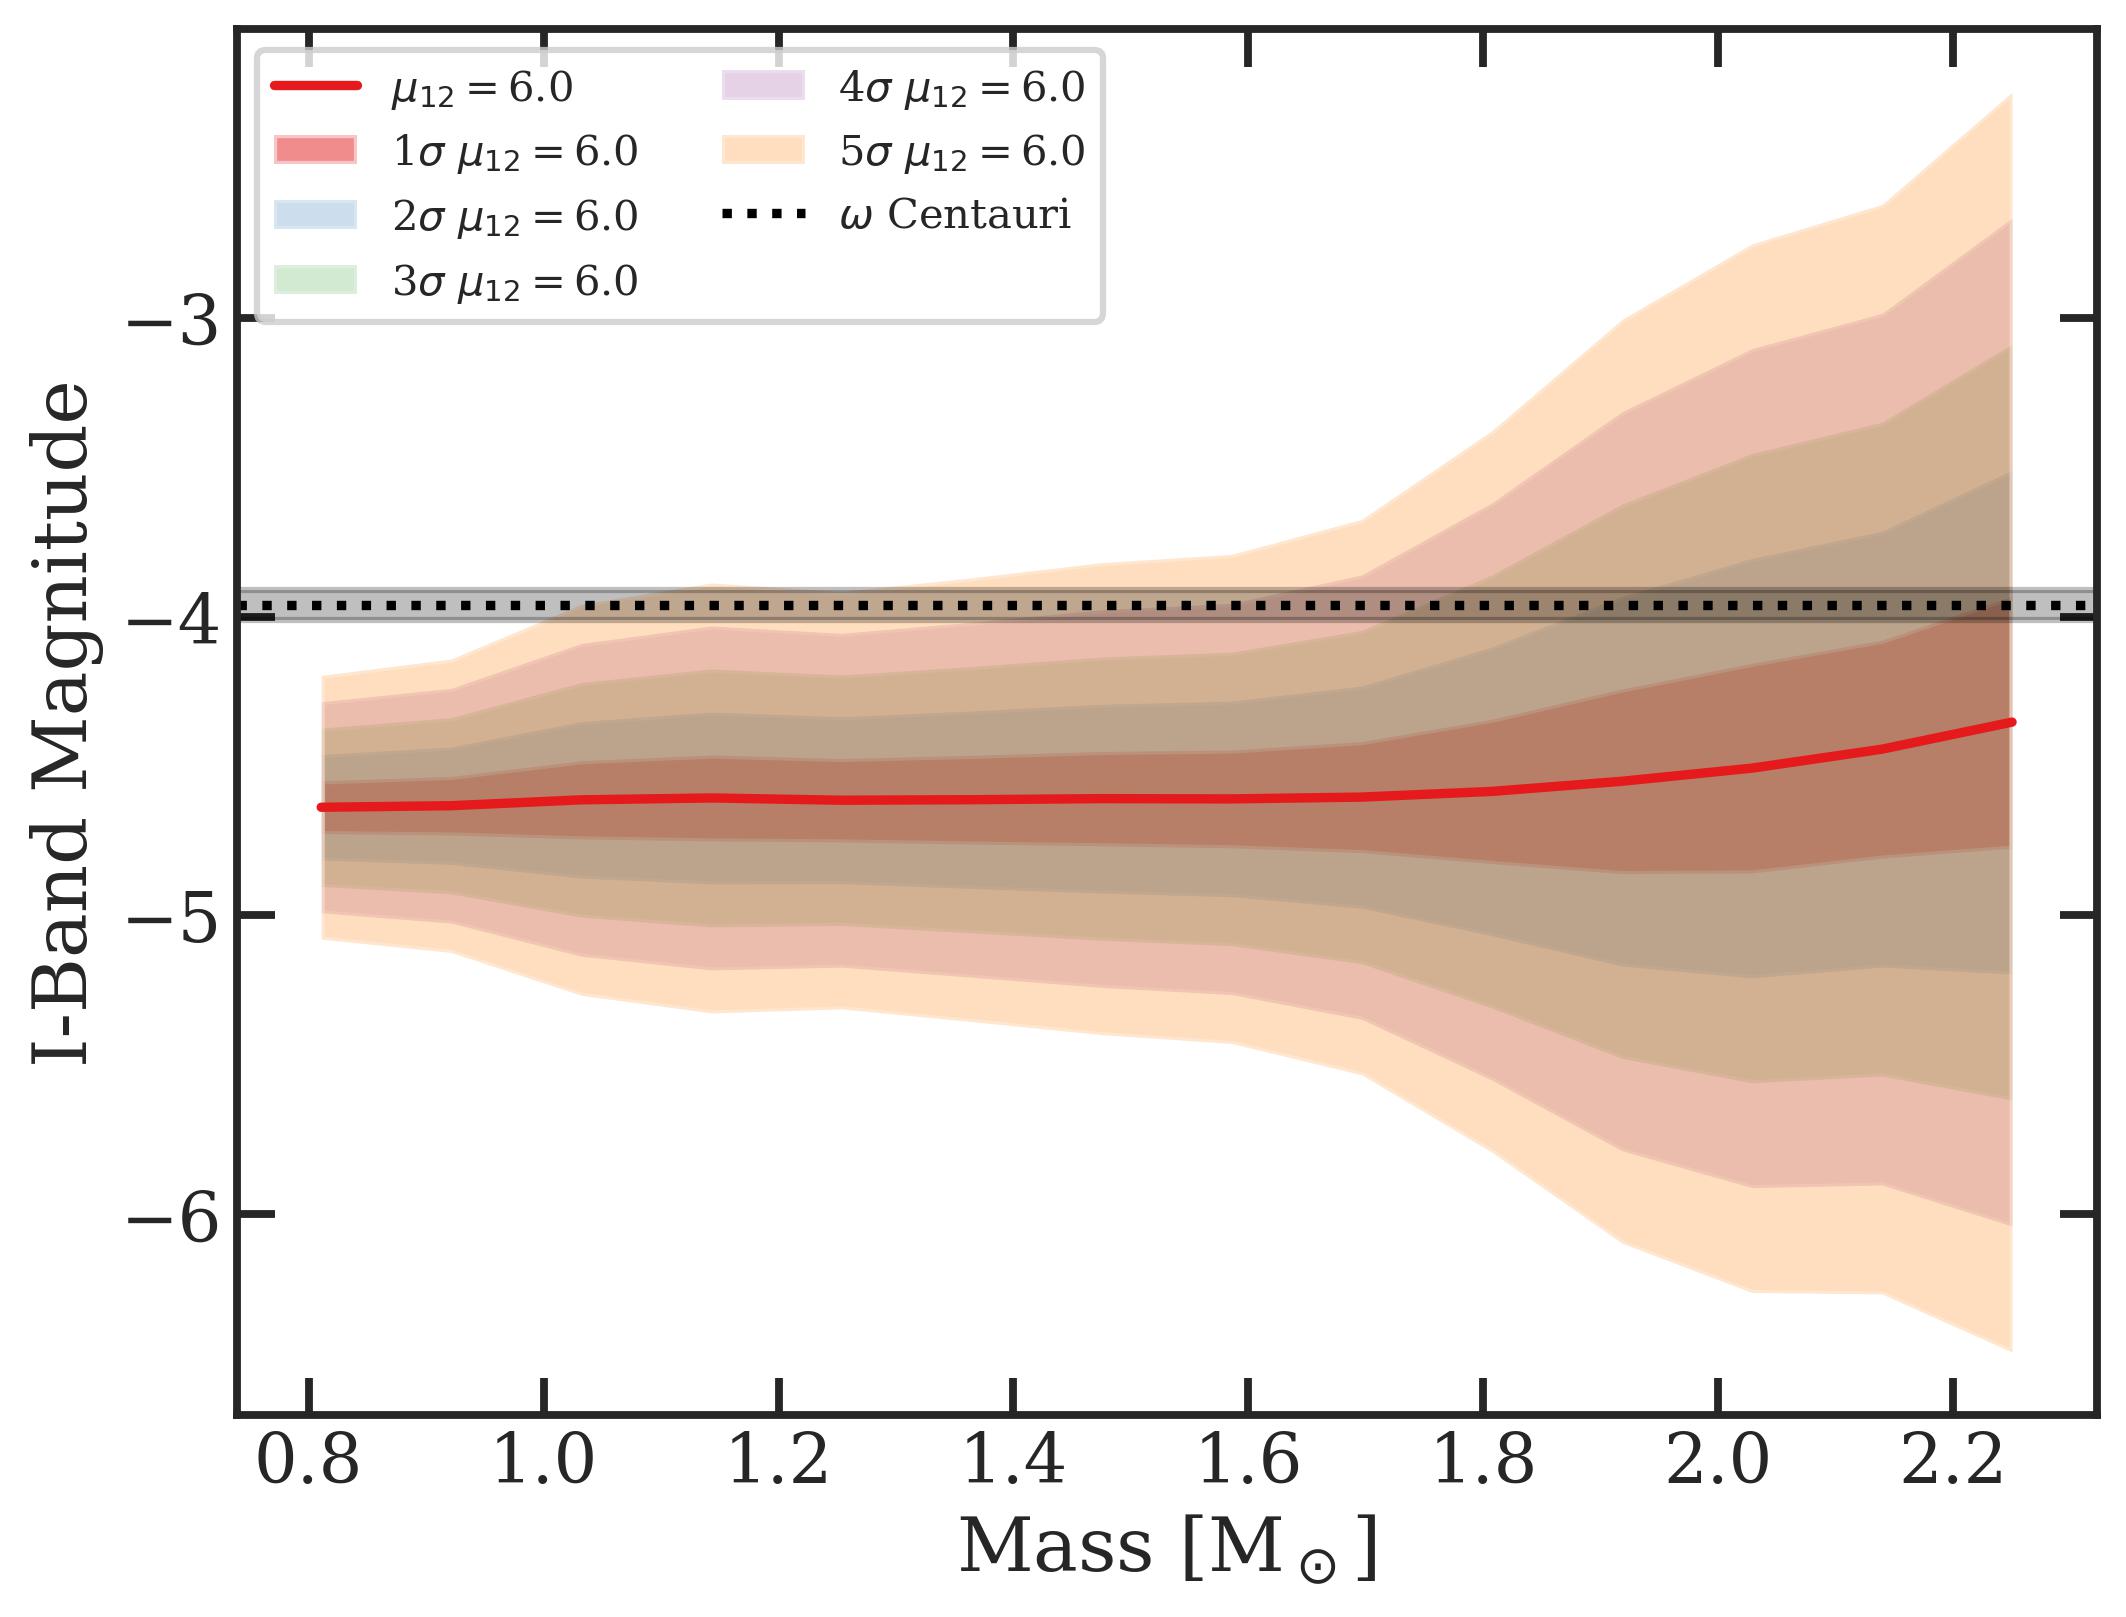 μ12 = 6.0
1σ μ12 = 6.0
2σ μ12 = 6.0
3σ μ12 = 6.0
4σ μ12 = 6.0
5σ μ12 = 6.0
ω Centauri
I-Band Magnitude
−3
−4
−5
−6
0.8 1.0 1.2 1.4 1.6 1.8 2.0 2.2
Mass [M⊙]